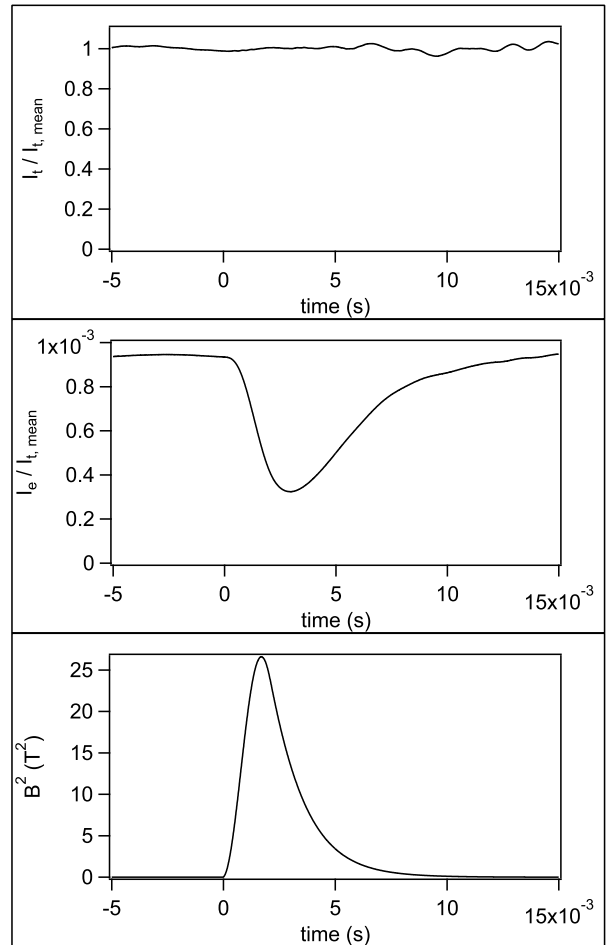 1
0.8
0.6
0.4
0.2
0
I_t / I_t, mean
-5 0 5 10 15x10^-3
time (s)
1x10^-3
0.8
0.6
0.4
0.2
0
I_e / I_t, mean
-5 0 5 10 15x10^-3
time (s)
25
20
15
10
5
0
B^2 (T^2)
-5 0 5 10 15x10^-3
time (s)